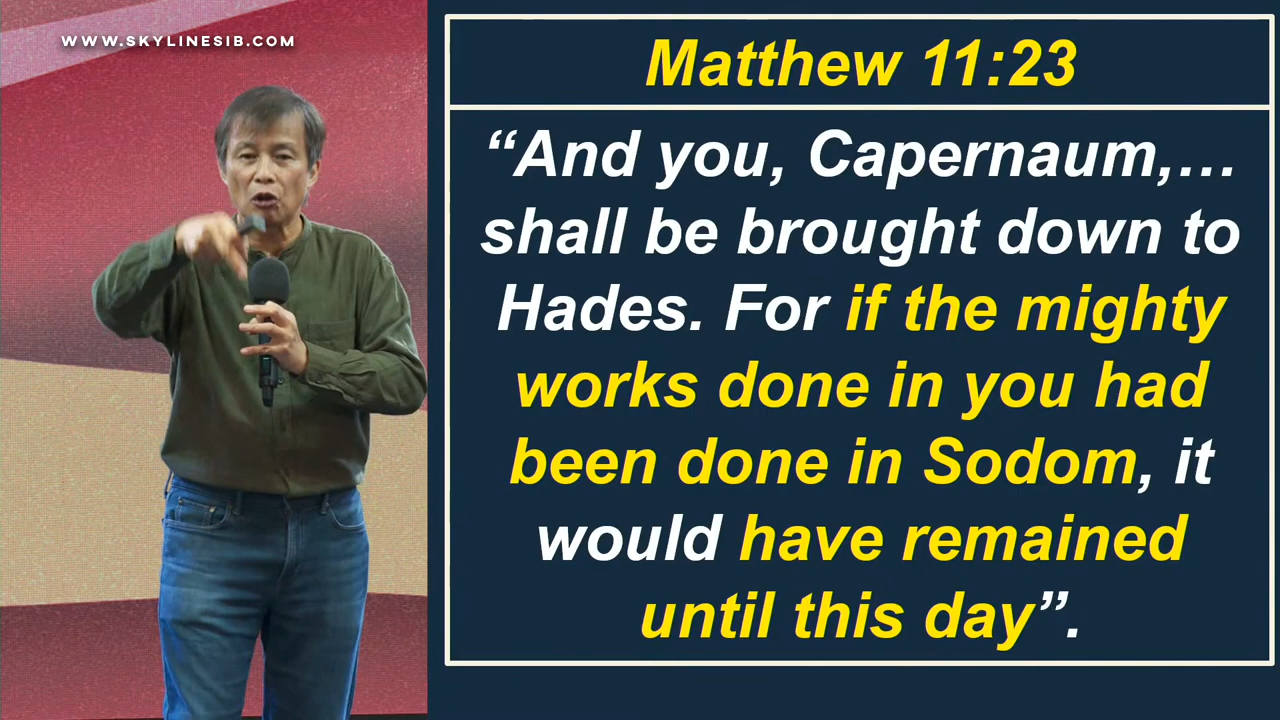 WWW.SKYLINESIB.COM
Matthew 11:23
“And you, Capernaum,…
shall be brought down to
Hades. For if the mighty
works done in you had
been done in Sodom, it
would have remained
until this day”.